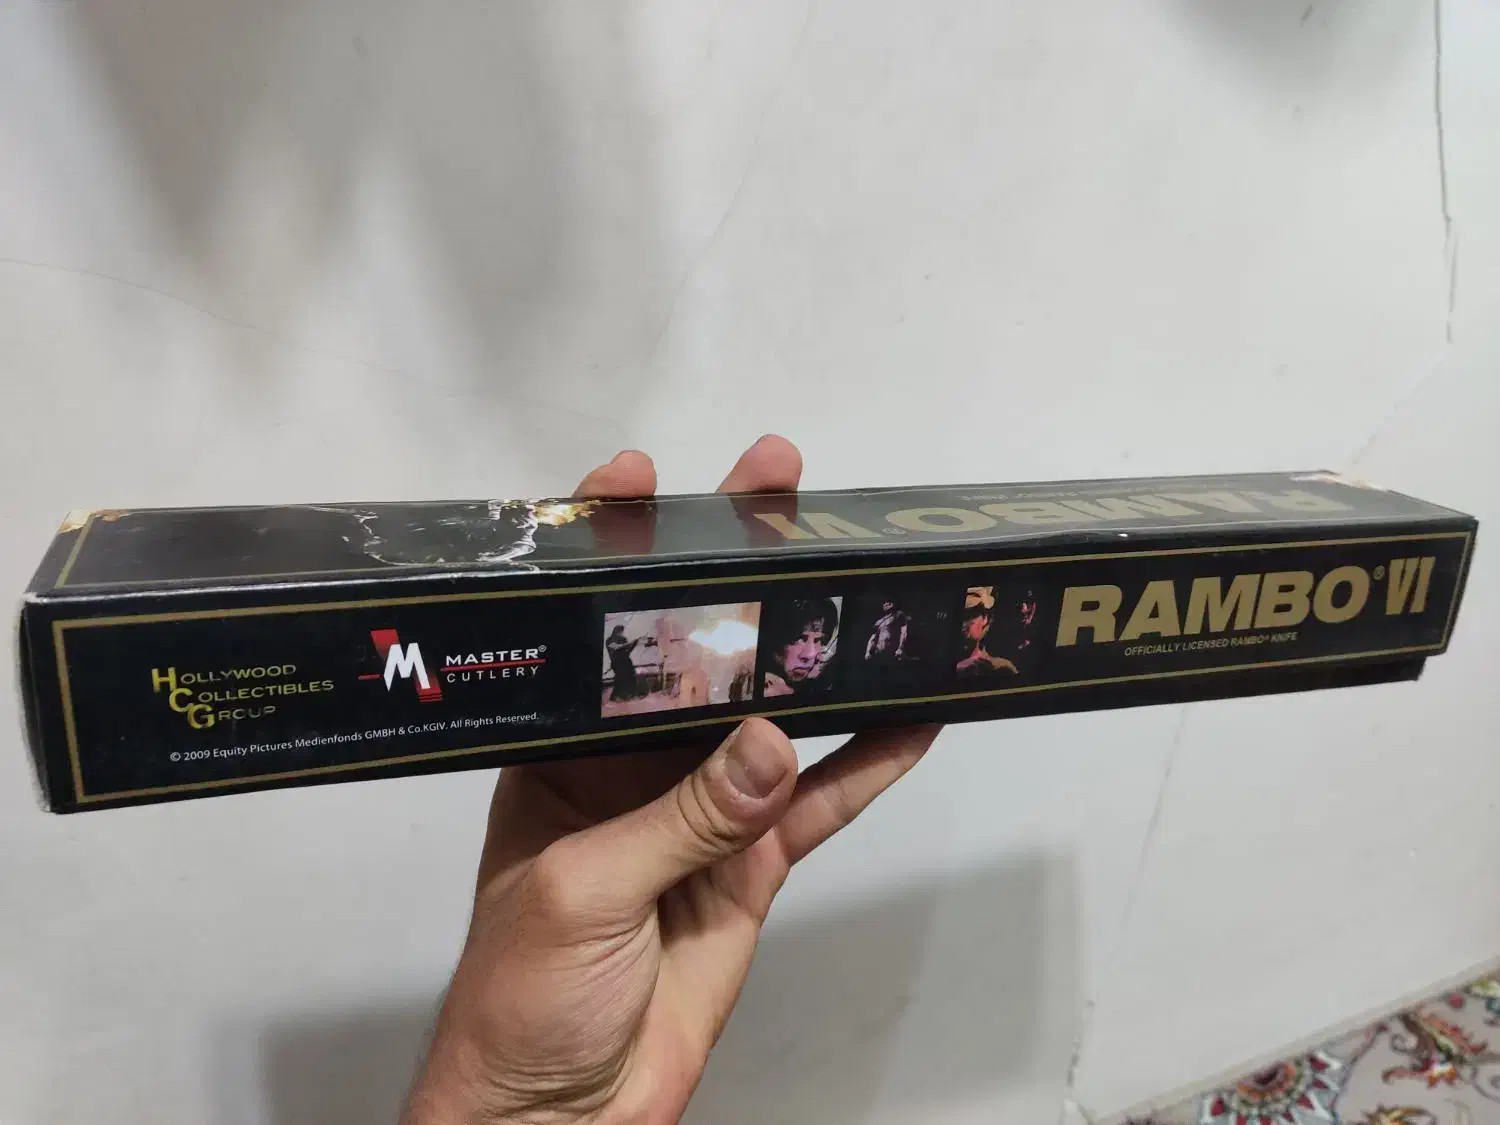 RAMBO® VI
HOLLYWOOD
COLLECTIBLES
GROUP
M
MASTER®
CUTLERY
© 2009 Equity Pictures Medienfonds GMBH & Co.KGIV. All Rights Reserved.
RAMBO® VI
OFFICIALLY LICENSED RAMBO® KNIFE